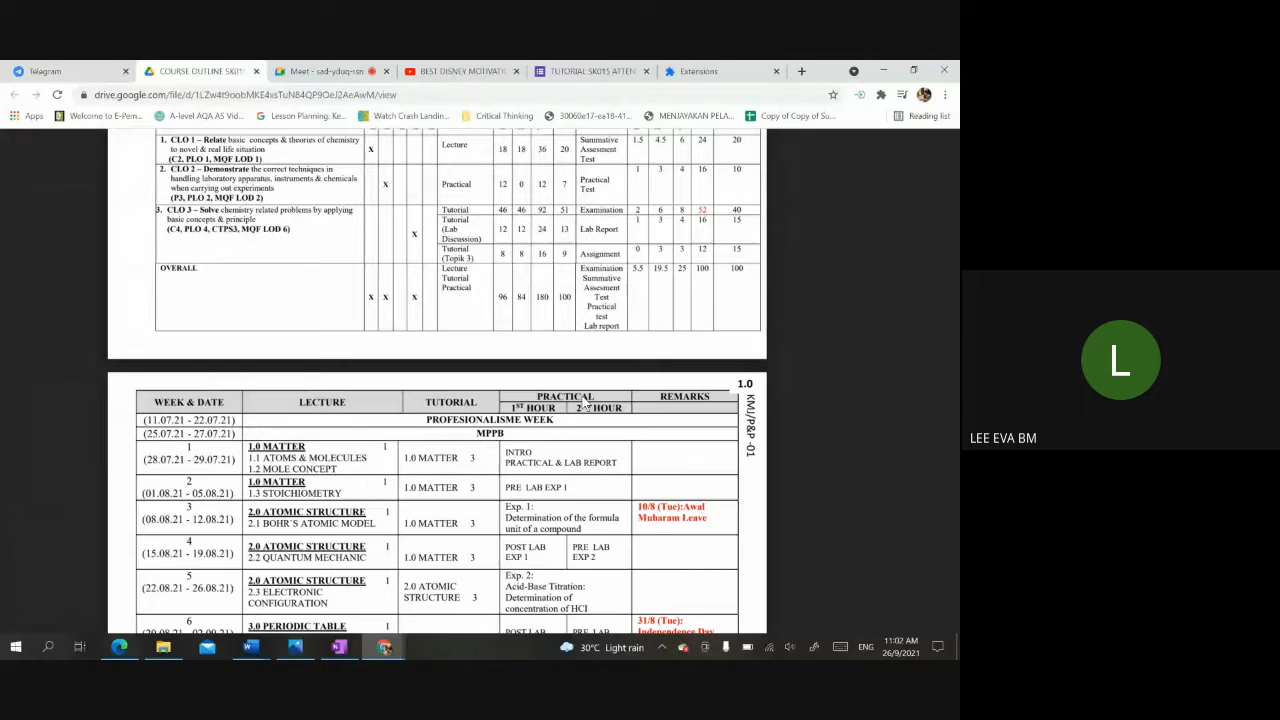 Telegram
COURSE OUTLINE SK015
Meet - sad-yduq-rsn
BEST DISNEY MOTIVATI
TUTORIAL SK015 ATTEN
Extensions
drive.google.com/file/d/1LZw4t9oobMKE4xsTuN84QP9OeJ2AeAwM/view
Apps
Welcome to E-Pem...
A-level AQA AS Vid...
Lesson Planning: Ke...
Watch Crash Landin...
Critical Thinking
30060e17-ea18-41...
MENJAYAKAN PELA...
Copy of Copy of Su...
Reading list
1. CLO 1 – Relate basic concepts & theories of chemistry
to novel & real life situation
(C2, PLO 1, MQF LOD 1)
X
Lecture
18 18 36 20
Summative
Assesment
Test
1.5 4.5 6 24 20
2. CLO 2 – Demonstrate the correct techniques in
handling laboratory apparatus, instruments & chemicals
when carrying out experiments
(P3, PLO 2, MQF LOD 2)
X
Practical
12 0 12 7
Practical
Test
1 3 4 16 10
3. CLO 3 – Solve chemistry related problems by applying
basic concepts & principle
(C4, PLO 4, CTPS3, MQF LOD 6)
X
Tutorial 46 46 92 51 Examination 2 6 8 52 40
Tutorial
(Lab
Discussion)
12 12 24 13 Lab Report 1 3 4 16 15
Tutorial
(Topik 3)
8 8 16 9 Assignment 0 3 3 12 15
OVERALL
X X X
Lecture
Tutorial
Practical
96 84 180 100
Examination
Summative
Assesment
Test
Practical
test
Lab report
5.5 19.5 25 100 100
1.0
KMJ/P&P -01
WEEK & DATE LECTURE TUTORIAL PRACTICAL REMARKS
1ST HOUR HOUR
(11.07.21 - 22.07.21) PROFESIONALISME WEEK
(25.07.21 - 27.07.21) MPPB
1
(28.07.21 - 29.07.21)
1.0 MATTER 1
1.1 ATOMS & MOLECULES
1.2 MOLE CONCEPT
1.0 MATTER 3
INTRO
PRACTICAL & LAB REPORT
2
(01.08.21 - 05.08.21)
1.0 MATTER 1
1.3 STOICHIOMETRY
1.0 MATTER 3
PRE LAB EXP 1
3
(08.08.21 - 12.08.21)
2.0 ATOMIC STRUCTURE 1
2.1 BOHR`S ATOMIC MODEL
1.0 MATTER 3
Exp. 1:
Determination of the formula
unit of a compound
10/8 (Tue):Awal
Muharam Leave
4
(15.08.21 - 19.08.21)
2.0 ATOMIC STRUCTURE 1
2.2 QUANTUM MECHANIC
1.0 MATTER 3
POST LAB
EXP 1
PRE LAB
EXP 2
5
(22.08.21 - 26.08.21)
2.0 ATOMIC STRUCTURE 1
2.3 ELECTRONIC
CONFIGURATION
2.0 ATOMIC
STRUCTURE 3
Exp. 2:
Acid-Base Titration:
Determination of
concentration of HCI
6
(29.08.21 - 02.09.21)
3.0 PERIODIC TABLE 1
POST LAB
PRE LAB
31/8 (Tue):
Independence Day
30°C Light rain
ENG
11:02 AM
26/9/2021
L
LEE EVA BM